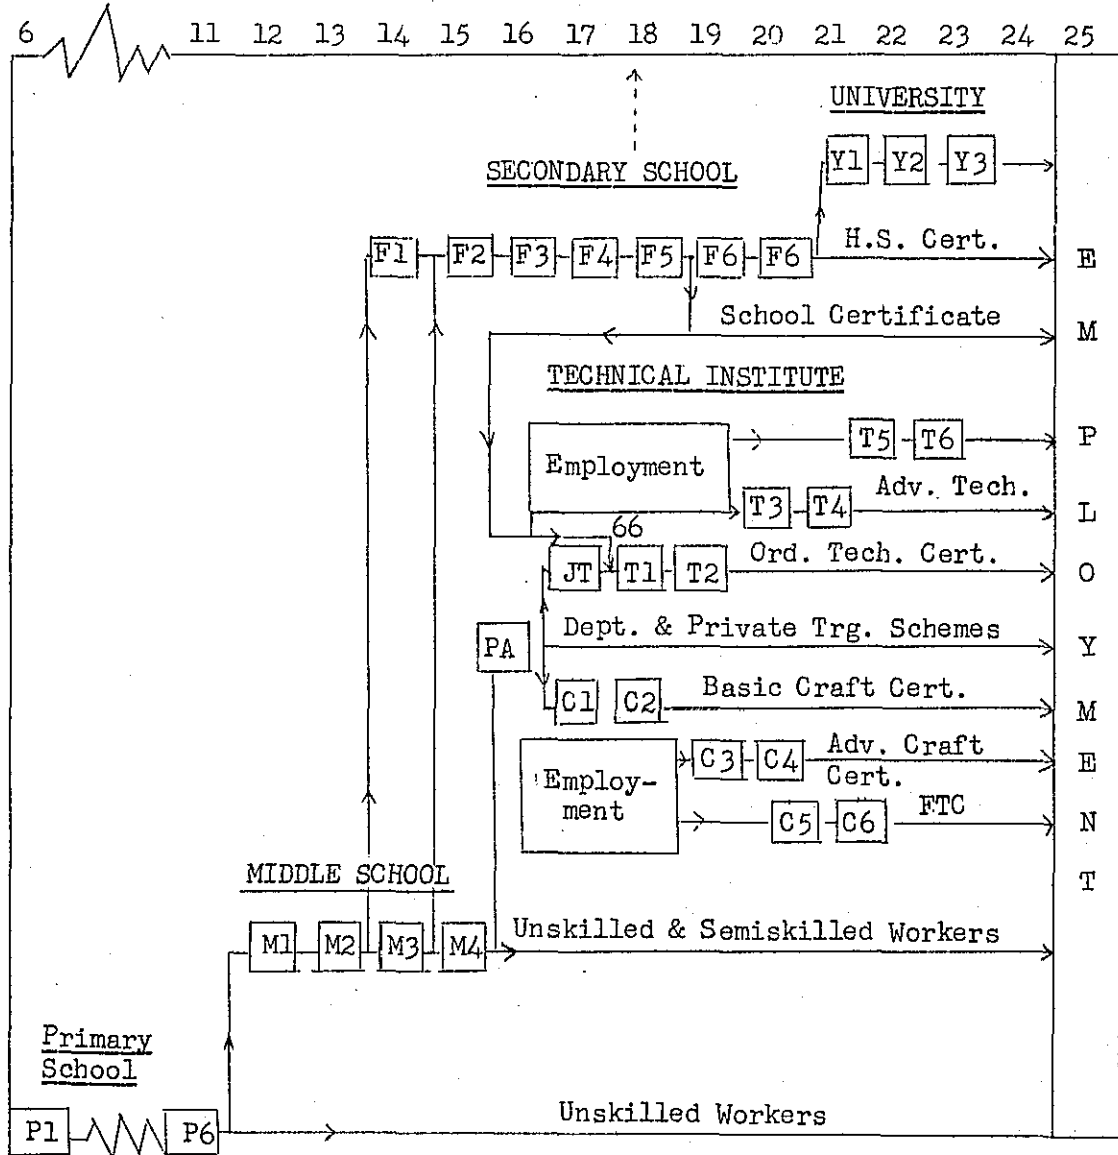 6 11 12 13 14 15 16 17 18 19 20 21 22 23 24 25
UNIVERSITY
Y1 Y2 Y3
SECONDARY SCHOOL
F1 F2 F3 F4 F5 F6 F6 H.S. Cert. E
School Certificate M
TECHNICAL INSTITUTE
T5 T6 P
Employment
T3 T4 Adv. Tech. L
66
JT T1 T2 Ord. Tech. Cert. O
Dept. & Private Trg. Schemes
PA Y
C1 C2 Basic Craft Cert. M
C3 C4 Adv. Craft E
Cert.
Employ-
ment
C5 C6 FTC N
MIDDLE SCHOOL T
M1 M2 M3 M4 Unskilled & Semiskilled Workers
Primary
School
P1 P6 Unskilled Workers